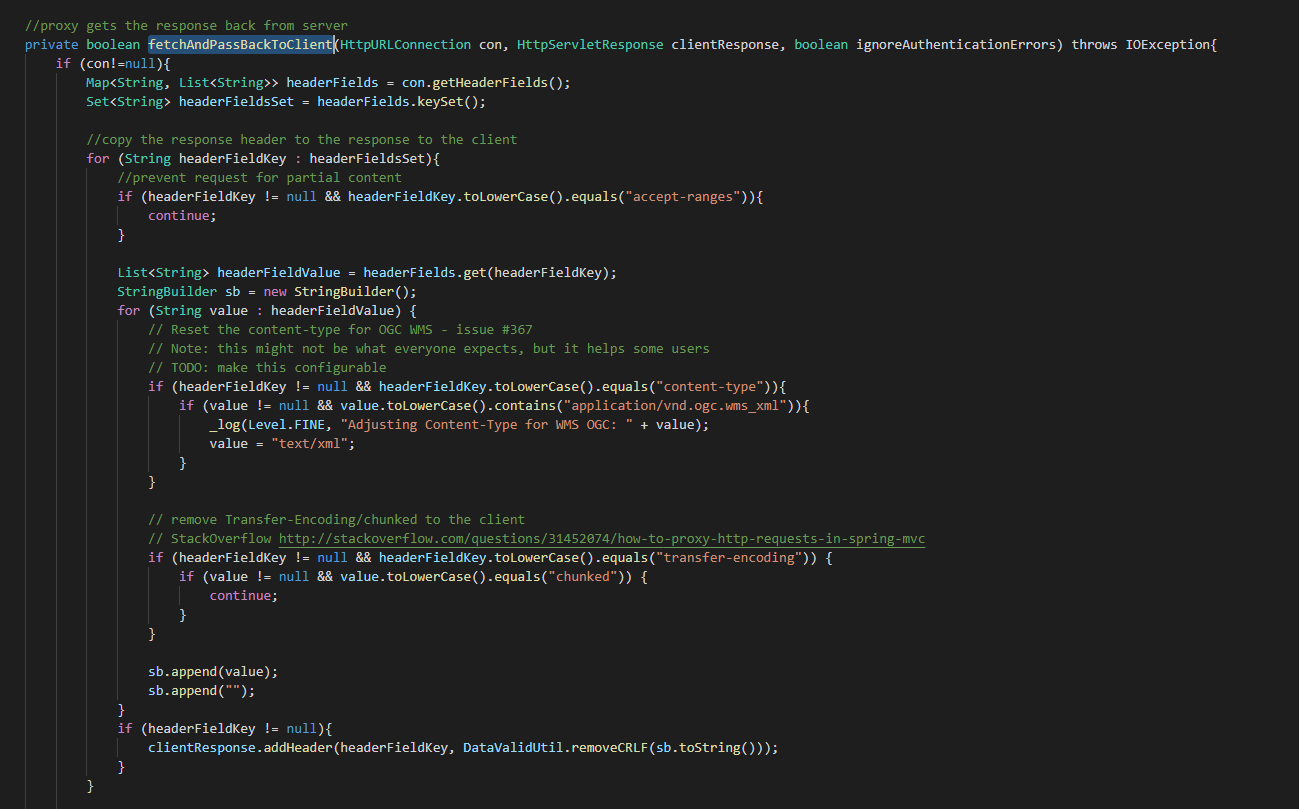 //proxy gets the response back from server
private boolean fetchAndPassBackToClient(HttpURLConnection con, HttpServletResponse clientResponse, boolean ignoreAuthenticationErrors) throws IOException{
if (con!=null){
Map<String, List<String>> headerFields = con.getHeaderFields();
Set<String> headerFieldsSet = headerFields.keySet();
//copy the response header to the response to the client
for (String headerFieldKey : headerFieldsSet){
//prevent request for partial content
if (headerFieldKey != null && headerFieldKey.toLowerCase().equals("accept-ranges")){
continue;
}
List<String> headerFieldValue = headerFields.get(headerFieldKey);
StringBuilder sb = new StringBuilder();
for (String value : headerFieldValue) {
// Reset the content-type for OGC WMS - issue #367
// Note: this might not be what everyone expects, but it helps some users
// TODO: make this configurable
if (headerFieldKey != null && headerFieldKey.toLowerCase().equals("content-type")){
if (value != null && value.toLowerCase().contains("application/vnd.ogc.wms_xml")){
_log(Level.FINE, "Adjusting Content-Type for WMS OGC: " + value);
value = "text/xml";
}
}
// remove Transfer-Encoding/chunked to the client
// StackOverflow http://stackoverflow.com/questions/31452074/how-to-proxy-http-requests-in-spring-mvc
if (headerFieldKey != null && headerFieldKey.toLowerCase().equals("transfer-encoding")) {
if (value != null && value.toLowerCase().equals("chunked")) {
continue;
}
}
sb.append(value);
sb.append("");
}
if (headerFieldKey != null){
clientResponse.addHeader(headerFieldKey, DataValidUtil.removeCRLF(sb.toString()));
}
}